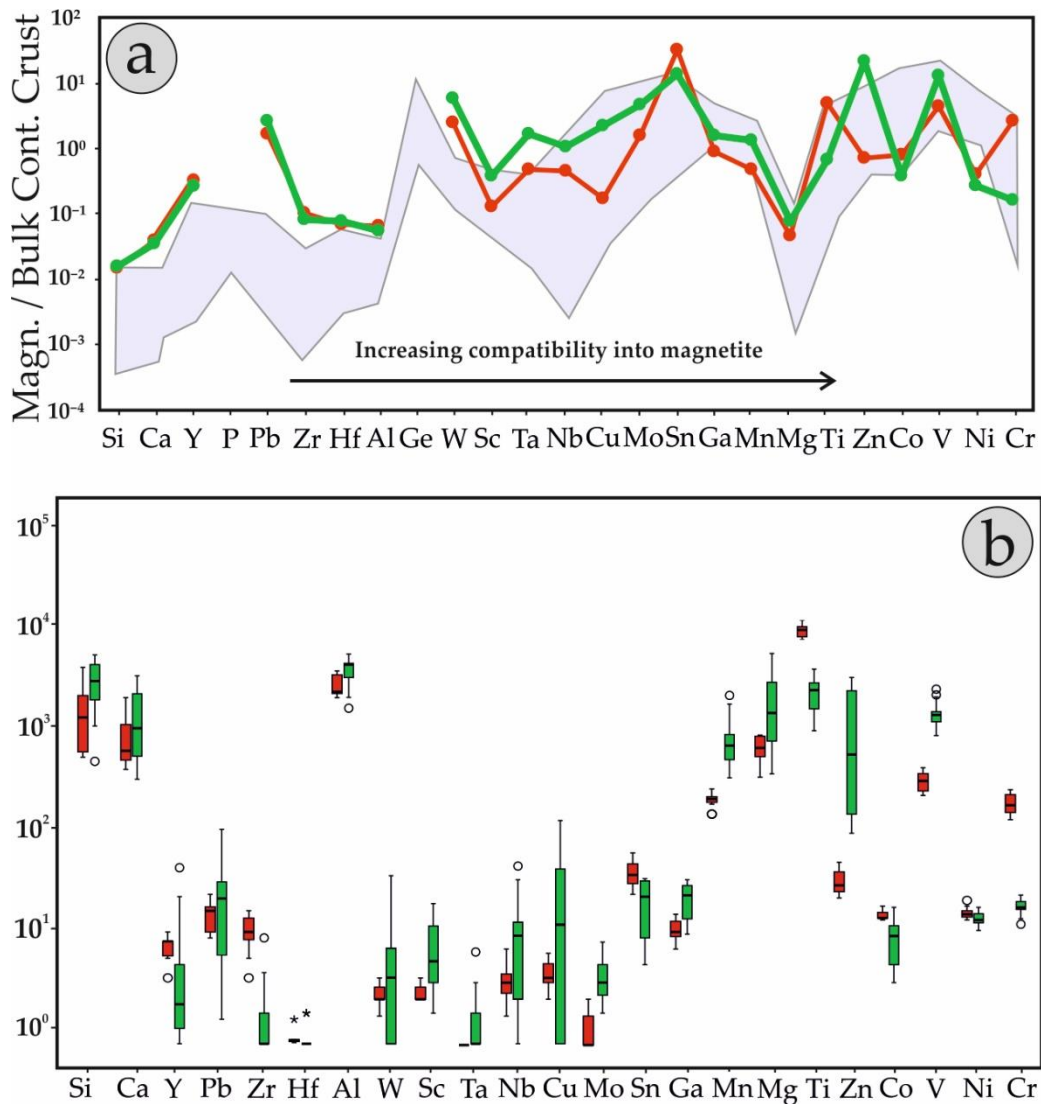 a
Magn. / Bulk Cont. Crust
10²
10¹
10⁰
10⁻¹
10⁻²
10⁻³
10⁻⁴
Increasing compatibility into magnetite
Si Ca Y P Pb Zr Hf Al Ge W Sc Ta Nb Cu Mo Sn Ga Mn Mg Ti Zn Co V Ni Cr
b
10⁵
10⁴
10³
10²
10¹
10⁰
Si Ca Y Pb Zr Hf Al W Sc Ta Nb Cu Mo Sn Ga Mn Mg Ti Zn Co V Ni Cr